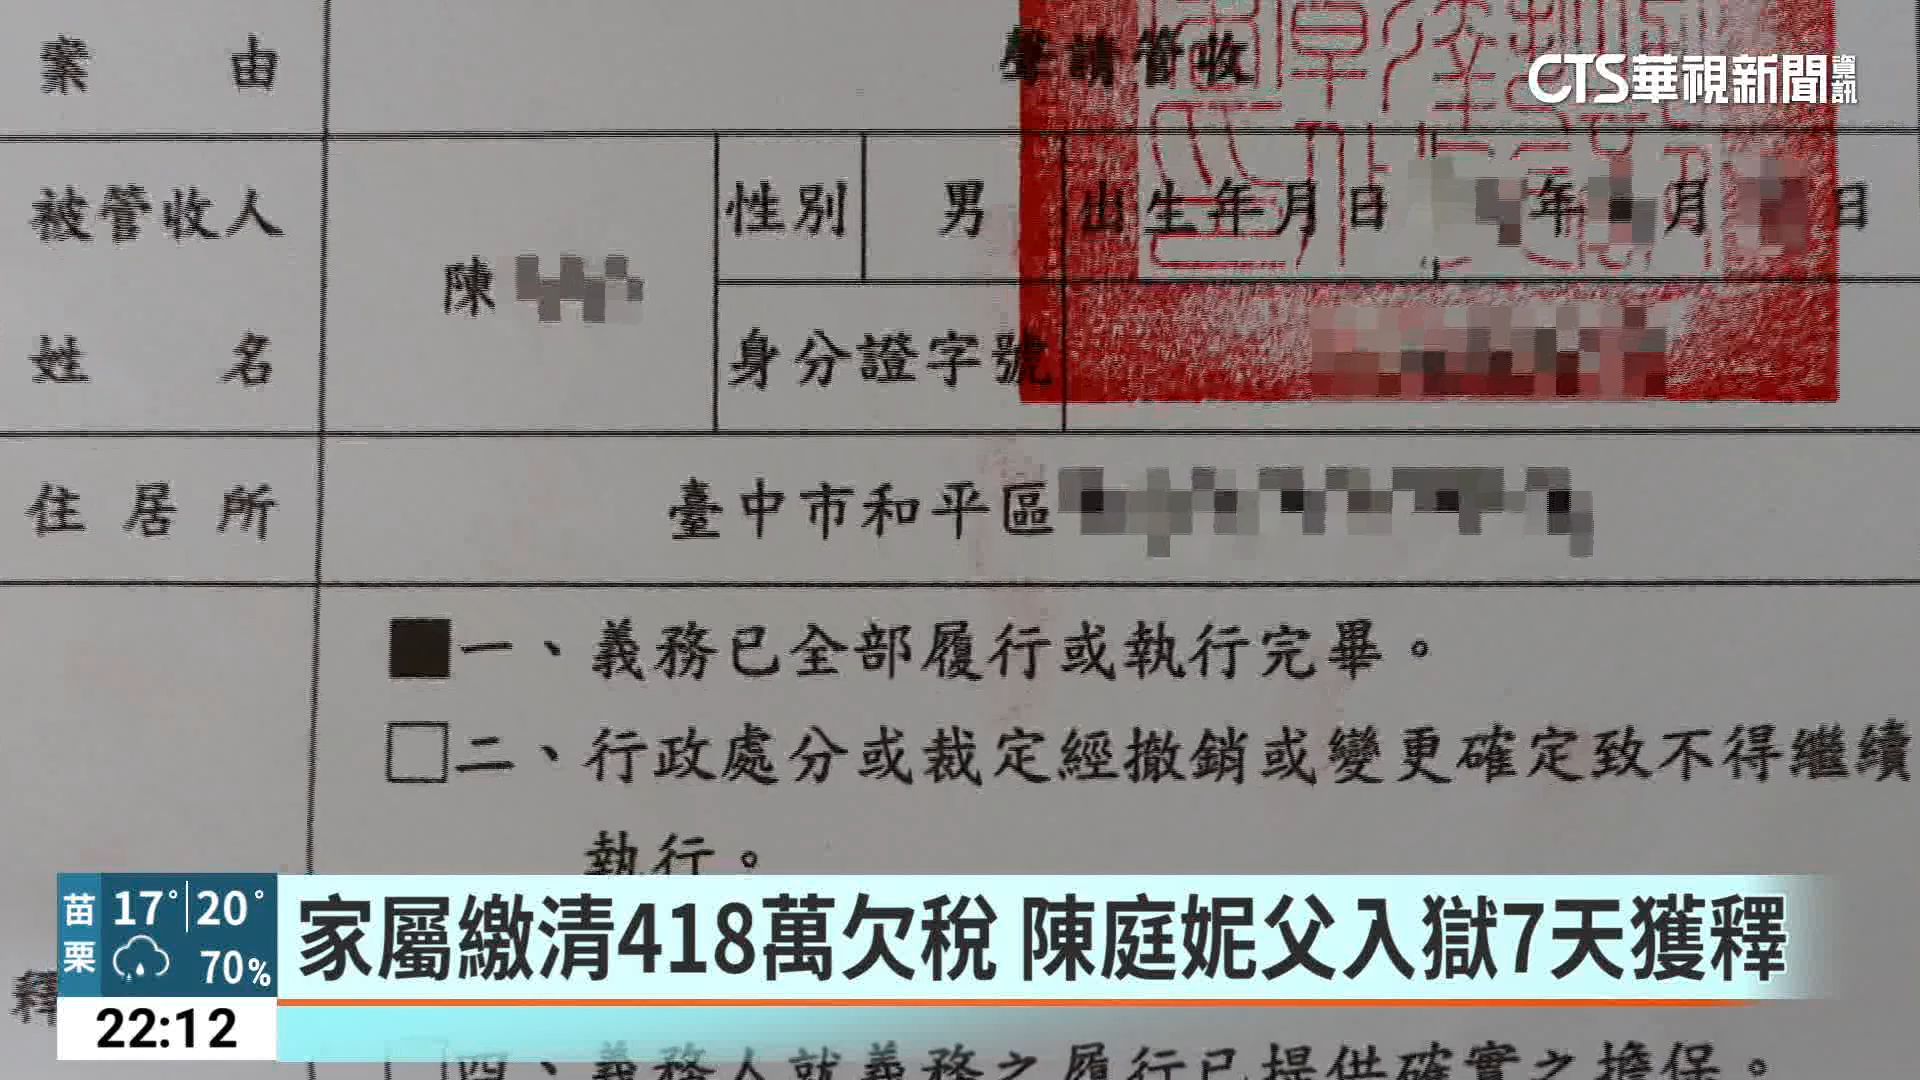 案由 聲請管收
CTS華視新聞資訊
被管收人 性別 男 出生年月日 年 月 日
陳
姓名 身分證字號
住居所 臺中市和平區
■一、義務已全部履行或執行完畢。
□二、行政處分或裁定經撤銷或變更確定致不得繼續
執行。
苗栗 17° 20° 70%
家屬繳清418萬欠稅 陳庭妮父入獄7天獲釋
釋
22:12
四、義務人就義務之履行已提供確實之擔保。